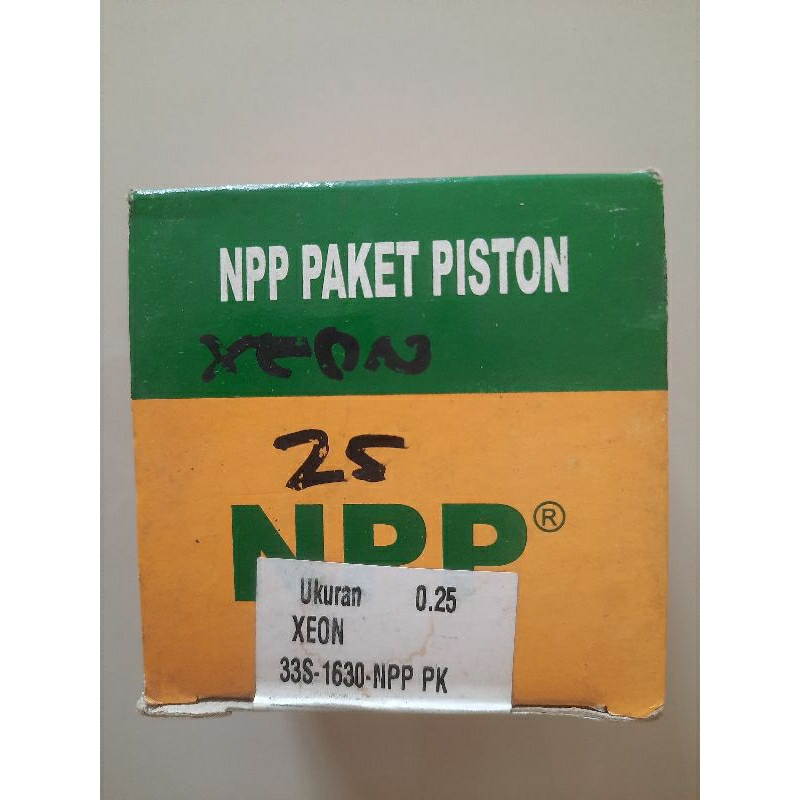 NPP PAKET PISTON
XEON
25
NPP®
Ukuran 0.25
XEON
33S-1630-NPP PK